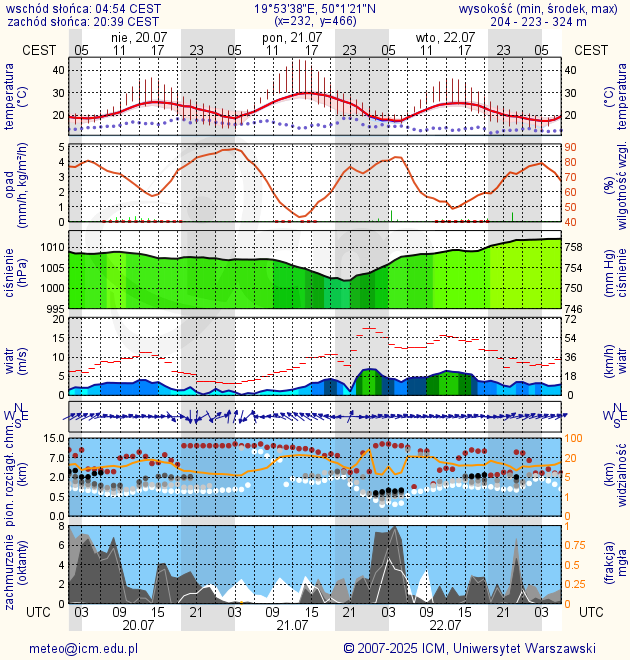 wschód słońca: 04:54 CEST 19°53'38"E, 50°1'21"N wysokość (min, środek, max)
zachód słońca: 20:39 CEST (x=232, y=466) 204 - 223 - 324 m
nie, 20.07 pon, 21.07 wto, 22.07
CEST 05 11 17 23 05 11 17 23 05 11 17 23 05 CEST
temperatura (°C)
40 30 20
40 30 20
temperatura (°C)
opad (mm/h, kg/m²/h)
5 4 3 2 1 0
90 80 70 60 50 40
(%) wilgotność wzgl.
ciśnienie (hPa)
1010 1005 1000 995
758 754 750 746
(mm Hg) ciśnienie
wiatr (m/s)
20 15 10 5 0
72 54 36 18 0
(km/h) wiatr
N W E S
N W E S
pion. rozciągł. chm. (km)
15.0 7.0 2.0 0.5 0.0
100 20 5 1 0
(km) widzialność
zachmurzenie (oktanty)
8 6 4 2 0
1 0.75 0.5 0.25 0
(frakcja) mgła
UTC 03 09 15 21 03 09 15 21 03 09 15 21 03 UTC
20.07 21.07 22.07
meteo@icm.edu.pl © 2007-2025 ICM, Uniwersytet Warszawski